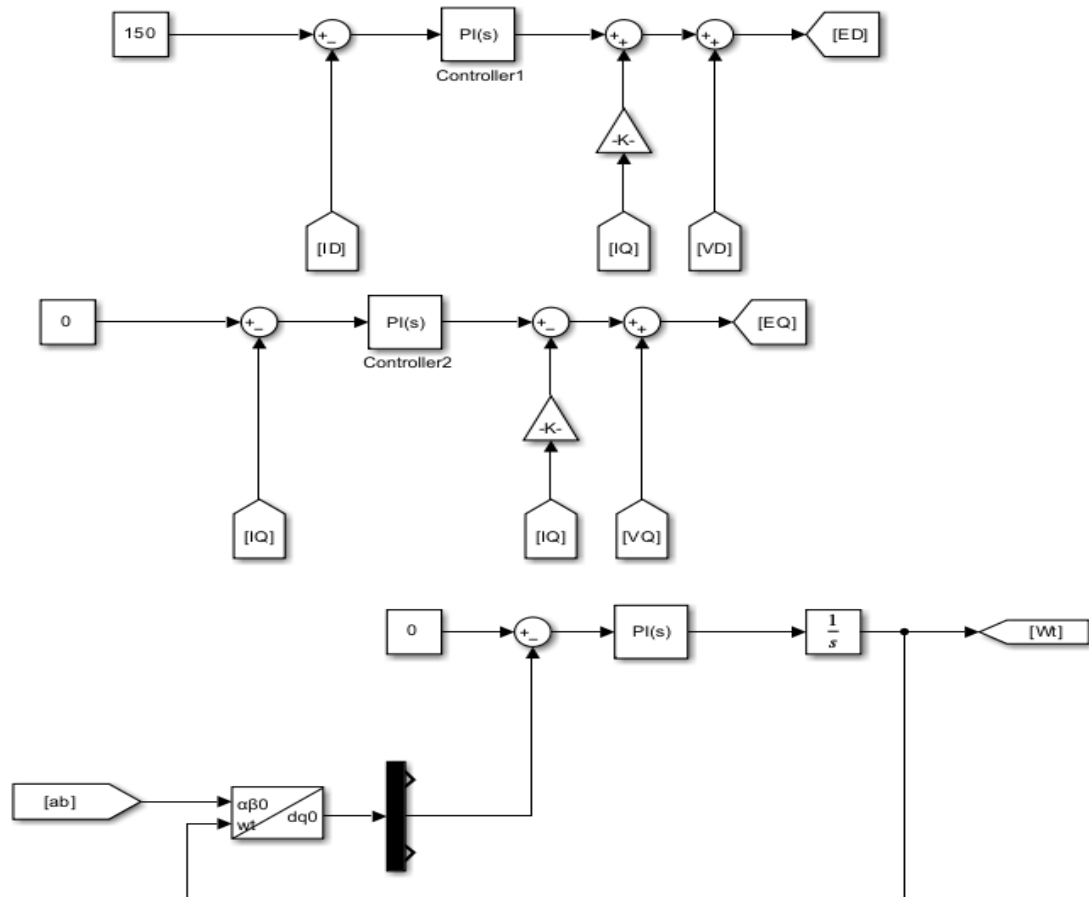 150
+
−
PI(s)
Controller1
+
+
+
+
[ED]
-K-
[ID]
[IQ]
[VD]
0
+
−
PI(s)
Controller2
+
−
+
+
[EQ]
-K-
[IQ]
[IQ]
[VQ]
0
+
−
PI(s)
1
s
[Wt]
[ab]
αβ0
wt
dq0